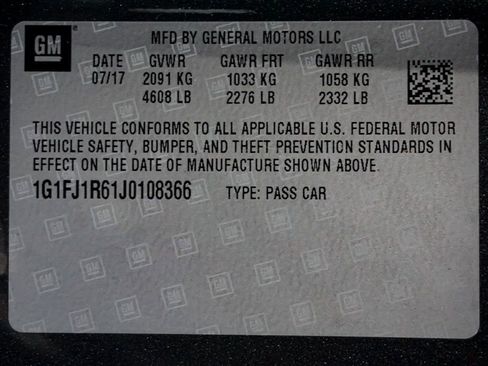 GM MFD BY GENERAL MOTORS LLC
DATE GVWR GAWR FRT GAWR RR
07/17 2091 KG 1033 KG 1058 KG
4608 LB 2276 LB 2332 LB
THIS VEHICLE CONFORMS TO ALL APPLICABLE U.S. FEDERAL MOTOR
VEHICLE SAFETY, BUMPER, AND THEFT PREVENTION STANDARDS IN
EFFECT ON THE DATE OF MANUFACTURE SHOWN ABOVE.
1G1FJ1R61J0108366 TYPE: PASS CAR